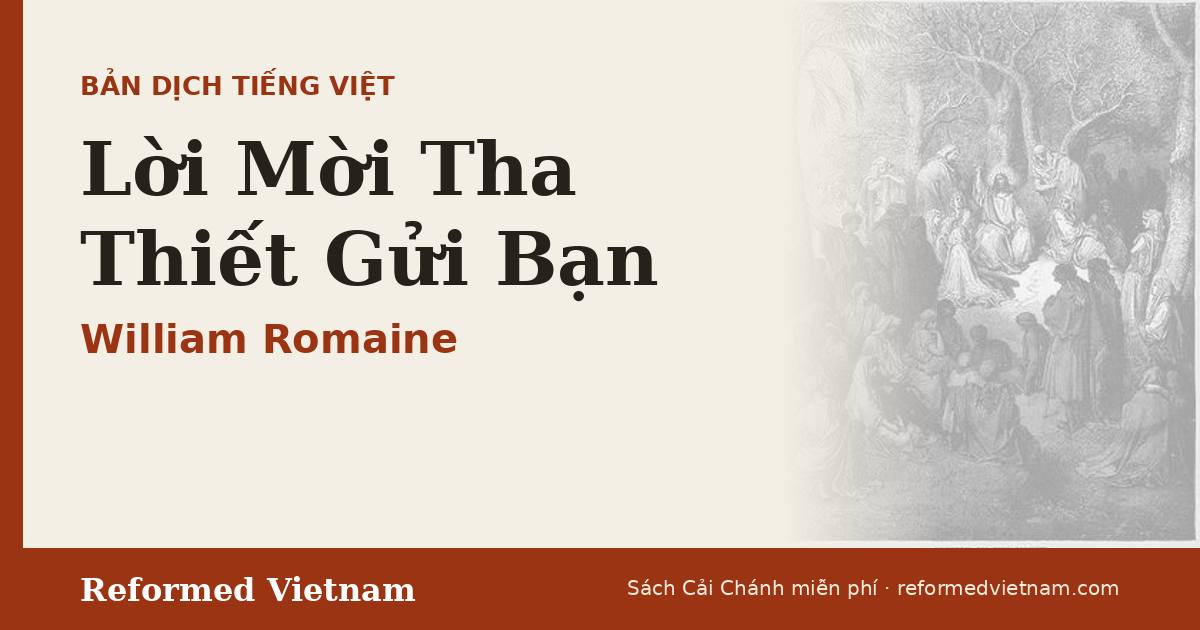 BẢN DỊCH TIẾNG VIỆT
Lời Mời Tha
Thiết Gửi Bạn
William Romaine
Reformed Vietnam
Sách Cải Chánh miễn phí · reformedvietnam.com